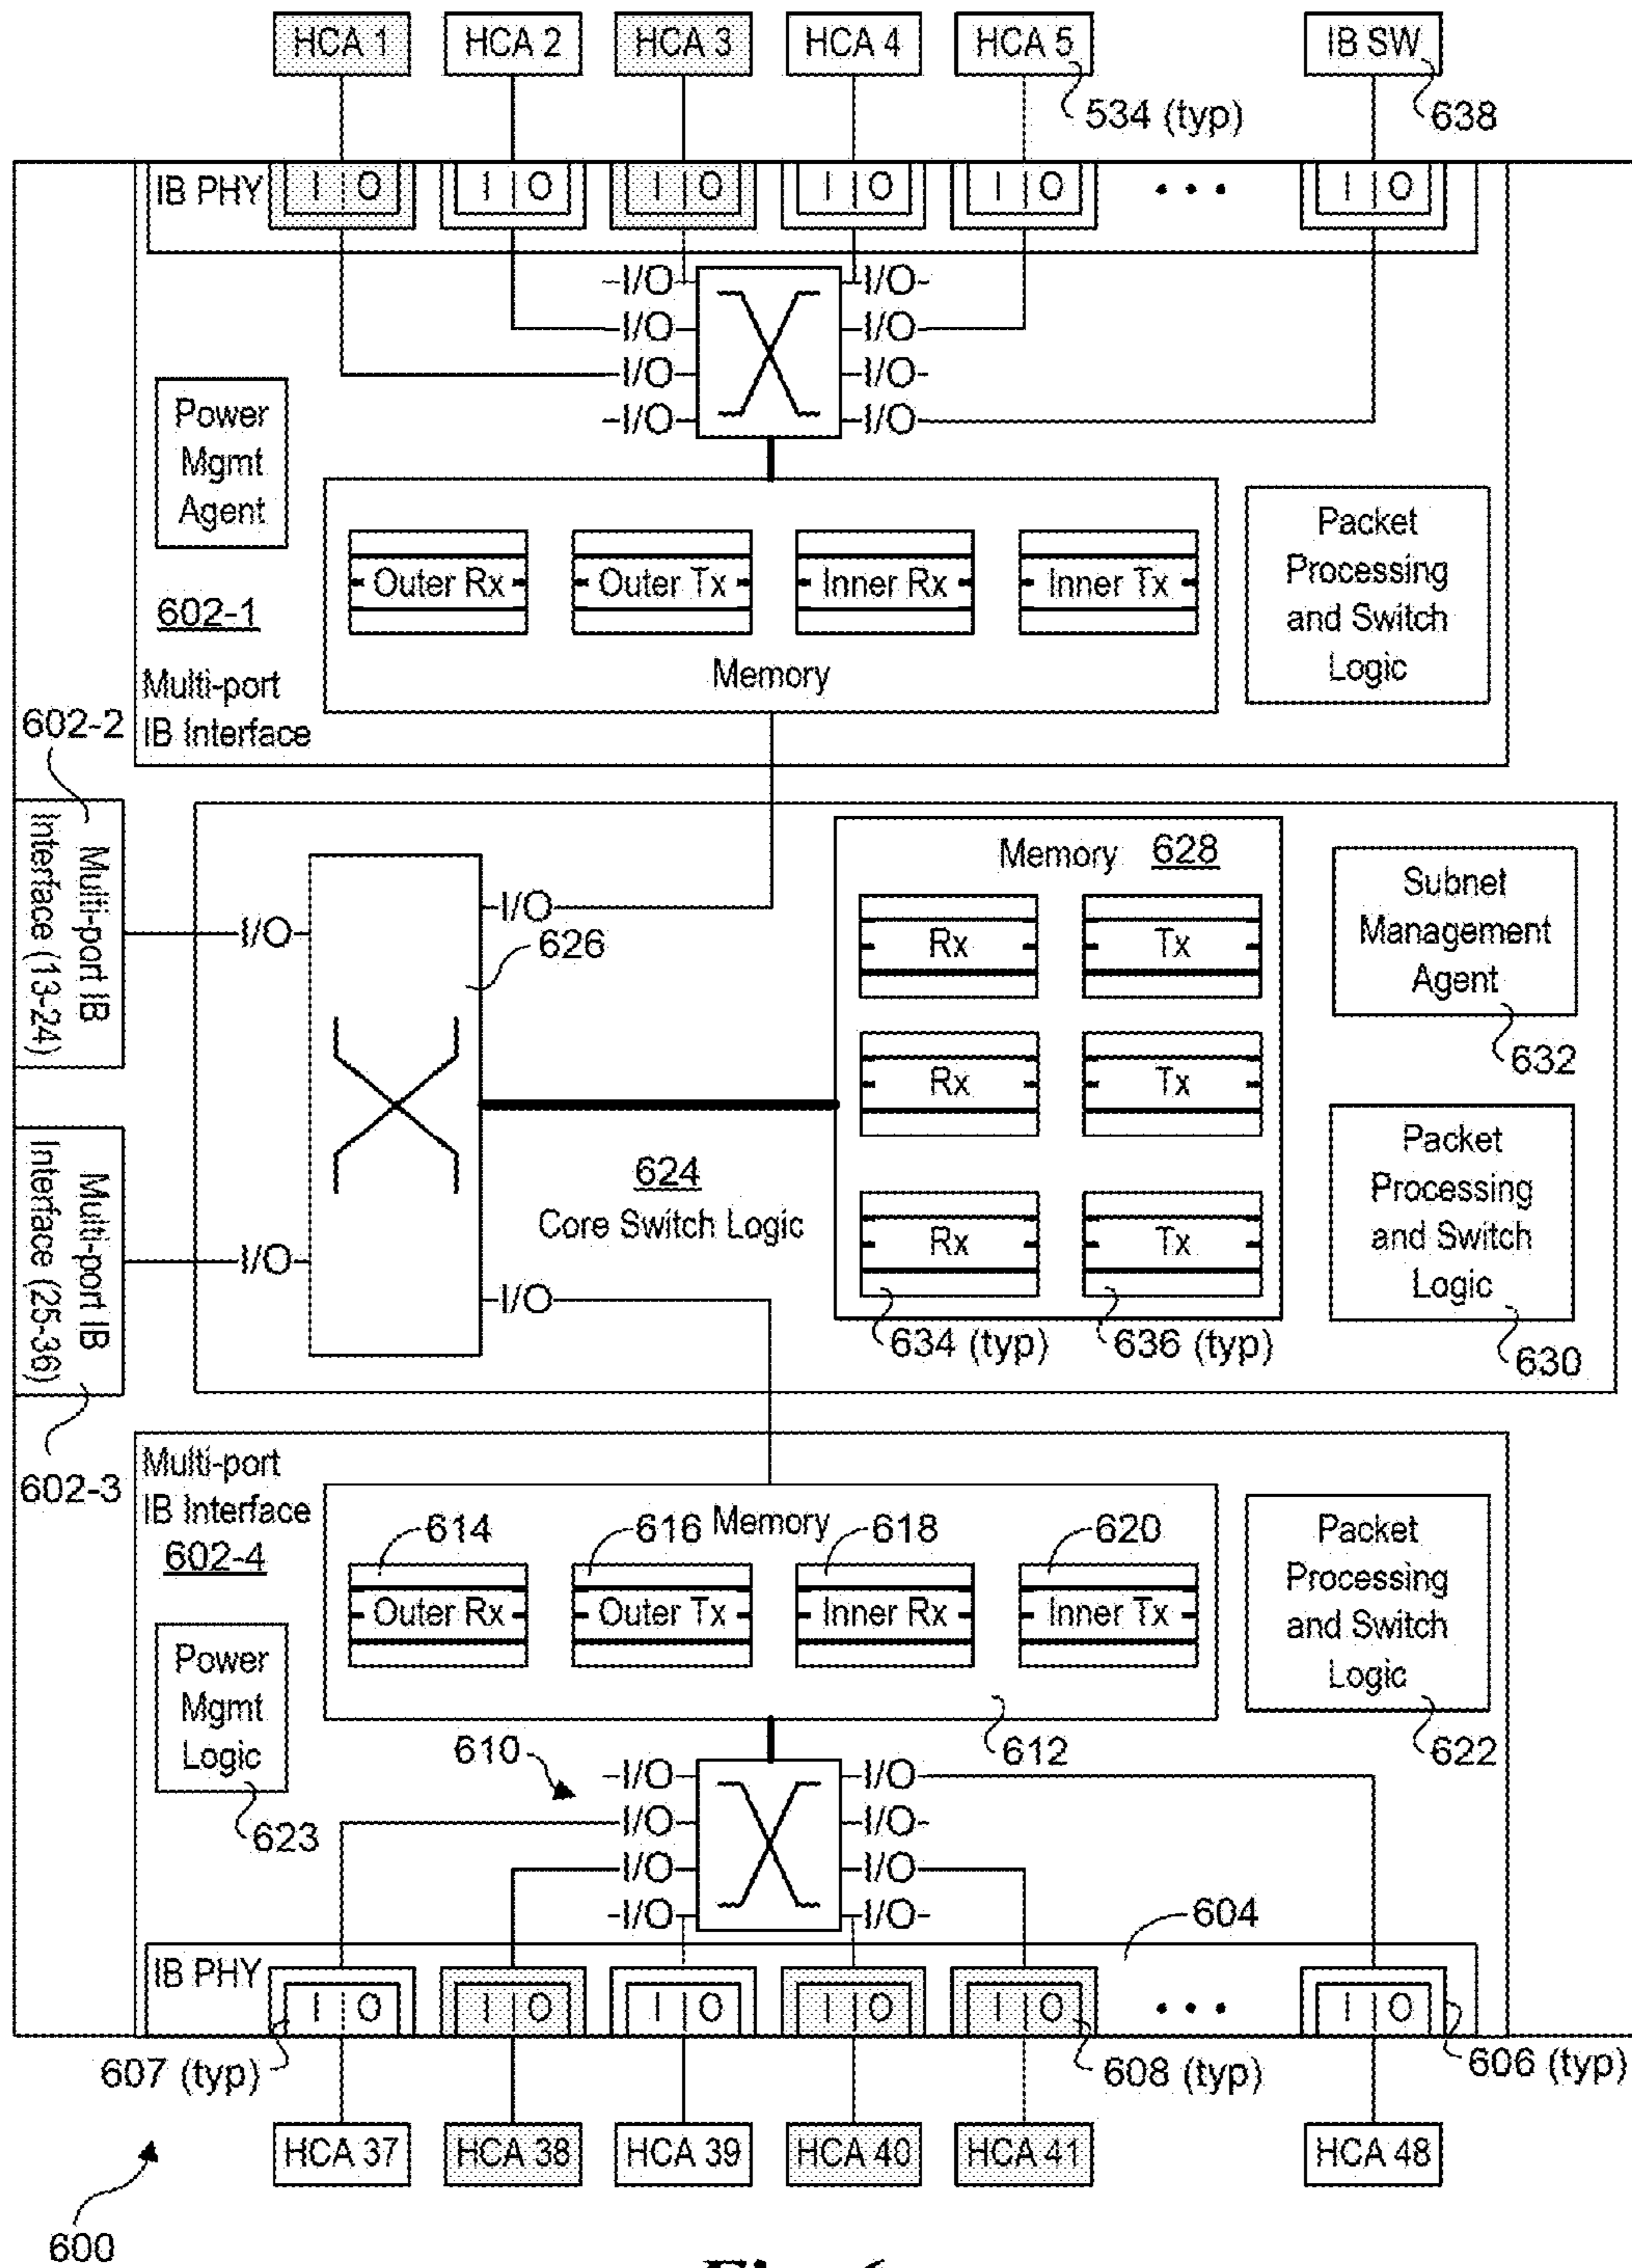 HCA 1 HCA 2 HCA 3 HCA 4 HCA 5 IB SW
534 (typ) 638
IB PHY I O I O I O I O I O • • • I O
I/O I/O
I/O I/O
I/O I/O
I/O I/O
Power
Mgmt
Agent
602-1
Multi-port
IB Interface
Outer Rx Outer Tx Inner Rx Inner Tx
Memory
Packet
Processing
and Switch
Logic
602-2
Multi-port IB
Interface (13-24)
Multi-port IB
Interface (25-36)
602-3
I/O
I/O
626
I/O
I/O
624
Core Switch Logic
Memory 628
Rx Tx
Rx Tx
Rx Tx
634 (typ) 636 (typ)
Subnet
Management
Agent
632
Packet
Processing
and Switch
Logic
630
Multi-port
IB Interface
602-4
614 616 Memory 618 620
Outer Rx Outer Tx Inner Rx Inner Tx
612
Packet
Processing
and Switch
Logic
622
Power
Mgmt
Logic
623
610
I/O I/O
I/O I/O
I/O I/O
I/O I/O
604
IB PHY I O I O I O I O I O • • • I O
607 (typ) 608 (typ) 606 (typ)
HCA 37 HCA 38 HCA 39 HCA 40 HCA 41 HCA 48
600